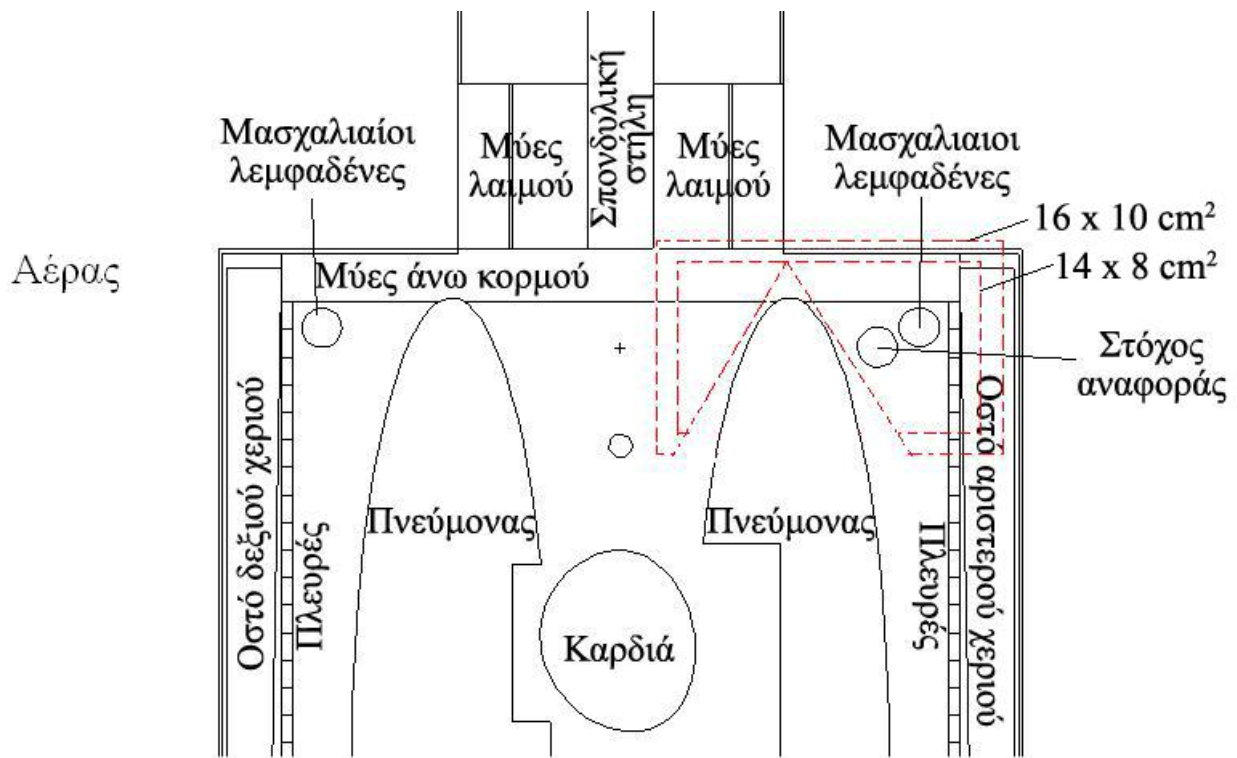 Μασχαλιαίοι
λεμφαδένες
Μύες
λαιμού
Σπονδυλική
στήλη
Μύες
λαιμού
Μασχαλιαιοι
λεμφαδένες
16 x 10 cm²
14 x 8 cm²
Αέρας
Μύες άνω κορμού
Στόχος
αναφοράς
Οστό δεξιού χεριού
Πλευρές
Πνεύμονας
Πνεύμονας
Πλευρές
Οστό αριστερού χεριού
Καρδιά